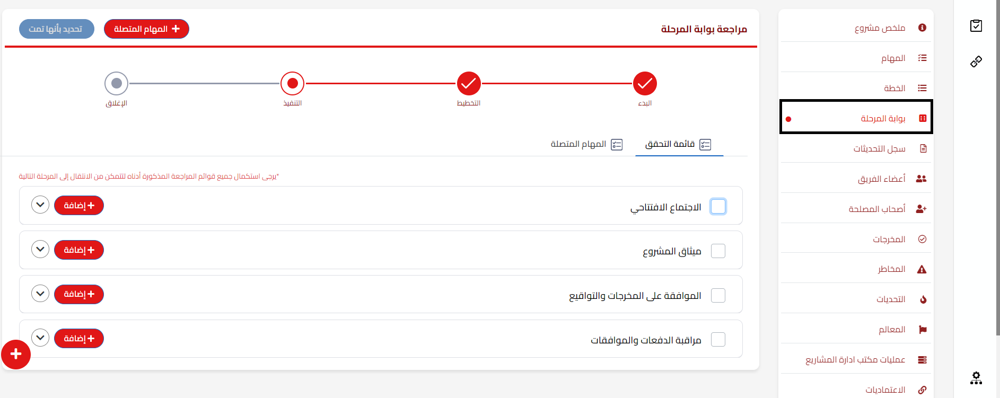 ملخص مشروع
المهام
الخطة
بوابة المرحلة
سجل التحديثات
أعضاء الفريق
أصحاب المصلحة
المخرجات
المخاطر
التحديات
المعالم
عمليات مكتب ادارة المشاريع
الاعتماديات
مراجعة بوابة المرحلة
المهام المتصلة
تحديد بأنها تمت
البدء
التخطيط
التنفيذ
الإغلاق
قائمة التحقق
المهام المتصلة
*يرجى استكمال جميع قوائم المراجعة المذكورة أدناه لتتمكن من الانتقال إلى المرحلة التالية
الاجتماع الافتتاحي
إضافة
ميثاق المشروع
إضافة
الموافقة على المخرجات والتواقيع
إضافة
مراقبة الدفعات والموافقات
إضافة